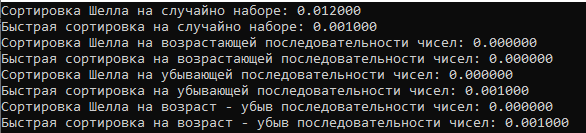 Сортировка Шелла на случайно наборе: 0.012000
Быстрая сортировка на случайно наборе: 0.001000
Сортировка Шелла на возрастающей последовательности чисел: 0.000000
Быстрая сортировка на возрастающей последовательности чисел: 0.000000
Сортировка Шелла на убывающей последовательности чисел: 0.000000
Быстрая сортировка на убывающей последовательности чисел: 0.001000
Сортировка Шелла на возраст - убыв последовательности чисел: 0.000000
Быстрая сортировка на возраст - убыв последовательности чисел: 0.001000